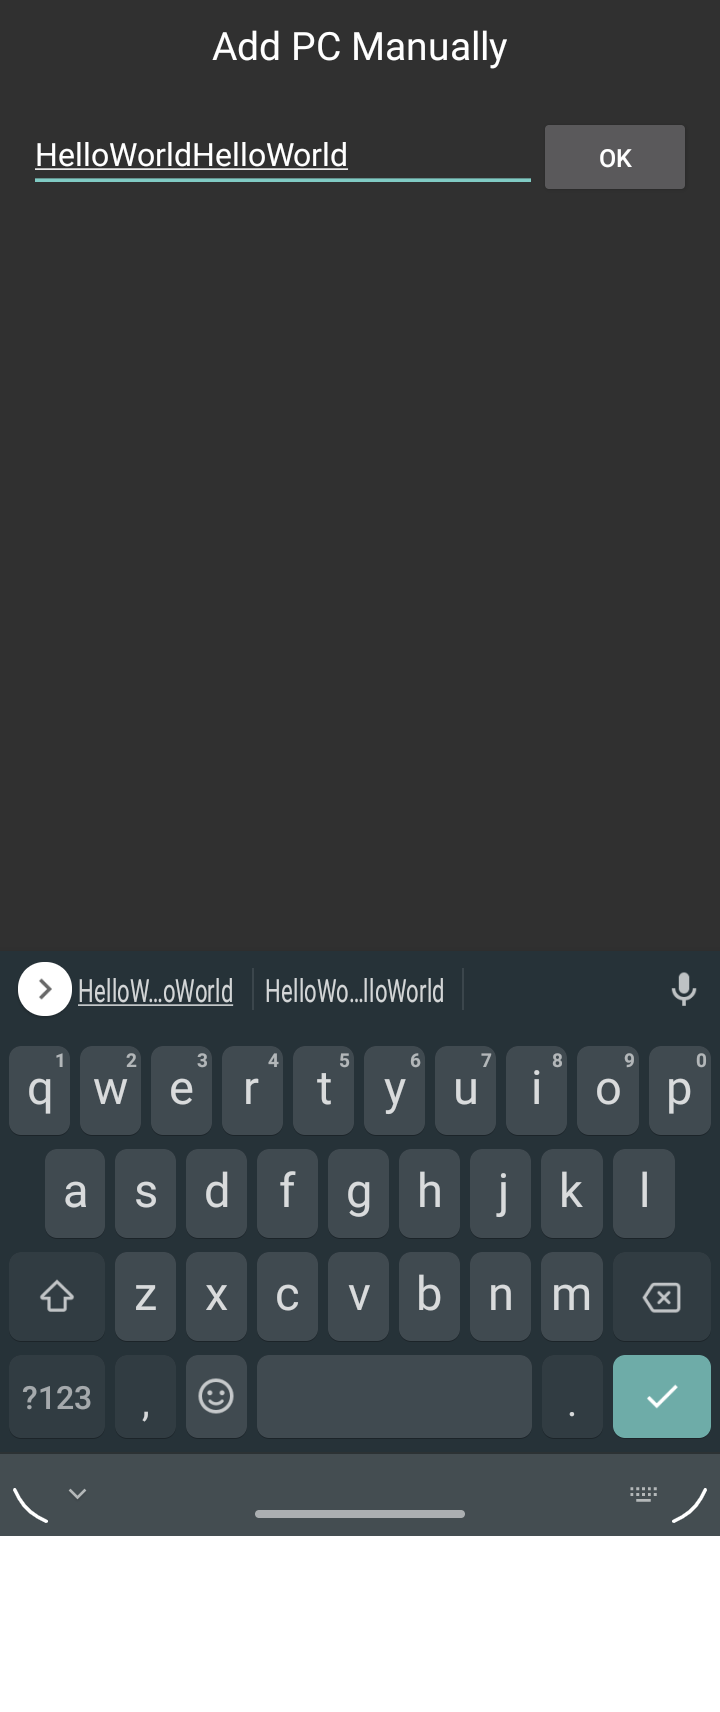 Add PC Manually
HelloWorldHelloWorld
OK
HelloW...oWorld HelloWo...lloWorld
1 2 3 4 5 6 7 8 9 0
q w e r t y u i o p
a s d f g h j k l
z x c v b n m
?123 , .